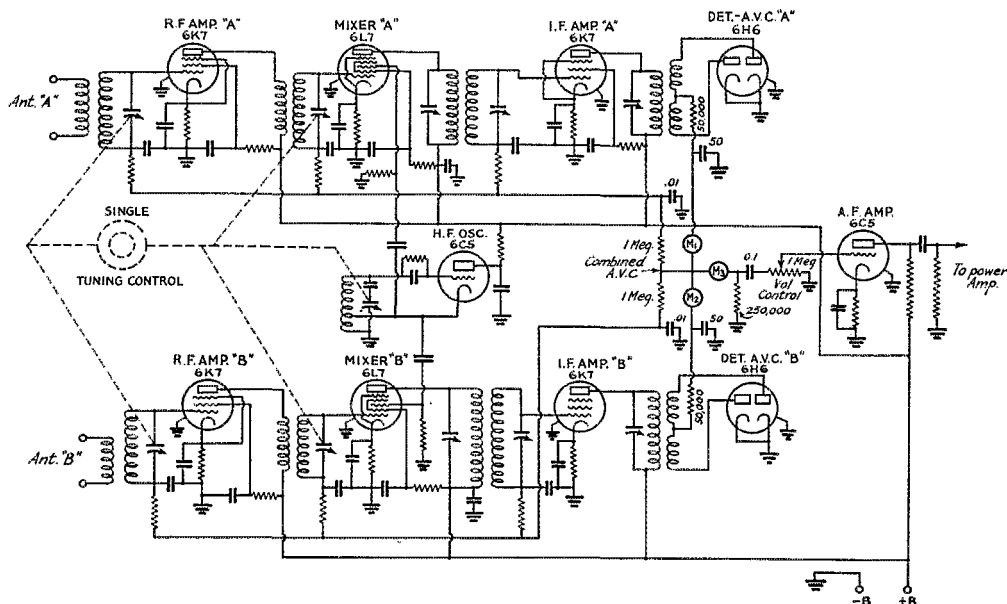 R.F. AMP. "A"
6K7
MIXER "A"
6L7
I.F. AMP. "A"
6K7
DET.-A.V.C. "A"
6H6
Ant. "A"
50,000
50
.01
SINGLE
TUNING CONTROL
H.F. OSC.
6C5
1 Meg.
Combined
A.V.C.
1 Meg.
M1
M3
M2
0.1
1 Meg.
Vol
Control
250,000
A.F. AMP.
6C5
To power
Amp.
.01
50
R.F. AMP. "B"
6K7
MIXER "B"
6L7
I.F. AMP. "B"
6K7
DET. A.V.C. "B"
6H6
Ant. "B"
50,000
-B
+B